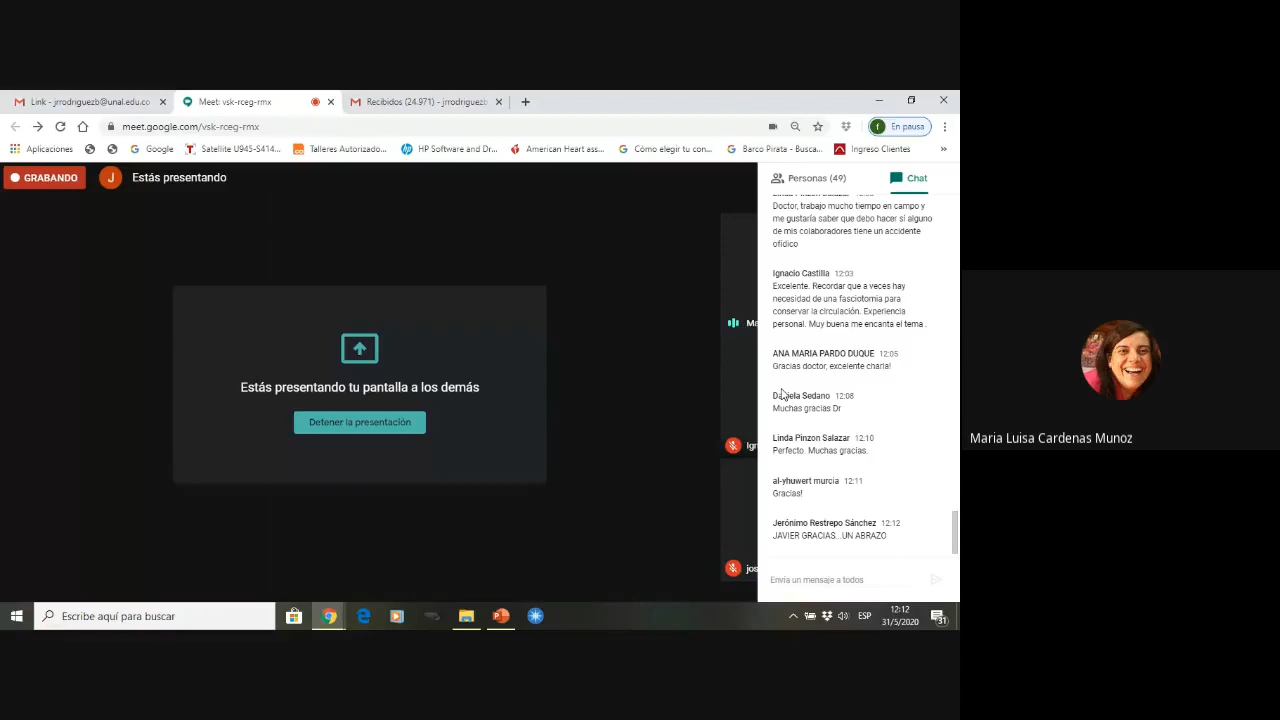 Link - jrrodriguezb@unal.edu.co
Meet: vsk-rceg-rmx
Recibidos (24.971) - jrrodriguezb
meet.google.com/vsk-rceg-rmx
f
En pausa
Aplicaciones
Google
Satellite U945-S414...
Talleres Autorizado...
HP Software and Dr...
American Heart ass...
Cómo elegir tu con...
Barco Pirata - Busca...
Ingreso Clientes
»
GRABANDO
J
Estás presentando
Personas (49)
Chat
Doctor, trabajo mucho tiempo en campo y
me gustaría saber que debo hacer sí alguno
de mis colaboradores tiene un accidente
ofídico
Ignacio Castilla 12:03
Excelente. Recordar que a veces hay
necesidad de una fasciotomia para
conservar la circulación. Experiencia
personal. Muy buena me encanta el tema .
ANA MARIA PARDO DUQUE 12:05
Gracias doctor, excelente charla!
Daniela Sedano 12:08
Muchas gracias Dr
Linda Pinzon Salazar 12:10
Perfecto. Muchas gracias.
al-yhuwert murcia 12:11
Gracias!
Jerónimo Restrepo Sánchez 12:12
JAVIER GRACIAS...UN ABRAZO
Envía un mensaje a todos
Estás presentando tu pantalla a los demás
Detener la presentación
Ma
Ign
jos
Maria Luisa Cardenas Munoz
Escribe aquí para buscar
ESP
12:12
31/5/2020
31